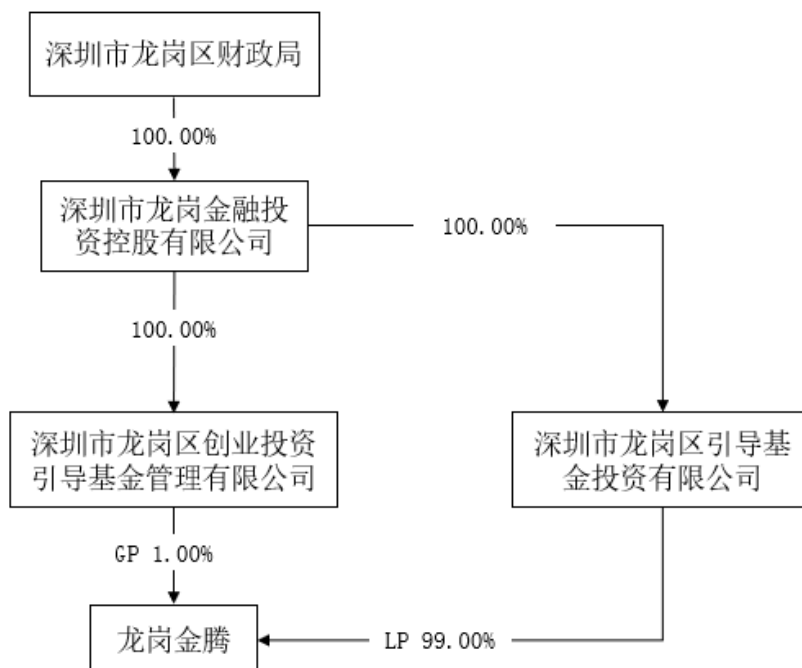 深圳市龙岗区财政局
100.00%
深圳市龙岗金融投
资控股有限公司
100.00%
100.00%
深圳市龙岗区创业投资
引导基金管理有限公司
深圳市龙岗区引导基
金投资有限公司
GP 1.00%
龙岗金腾
LP 99.00%